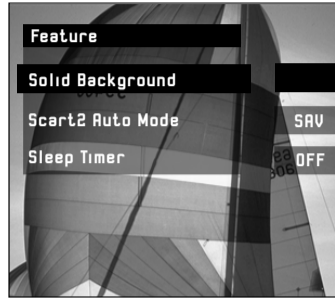 Feature
Solid Background
Scart2 Auto Mode SAV
Sleep Timer OFF